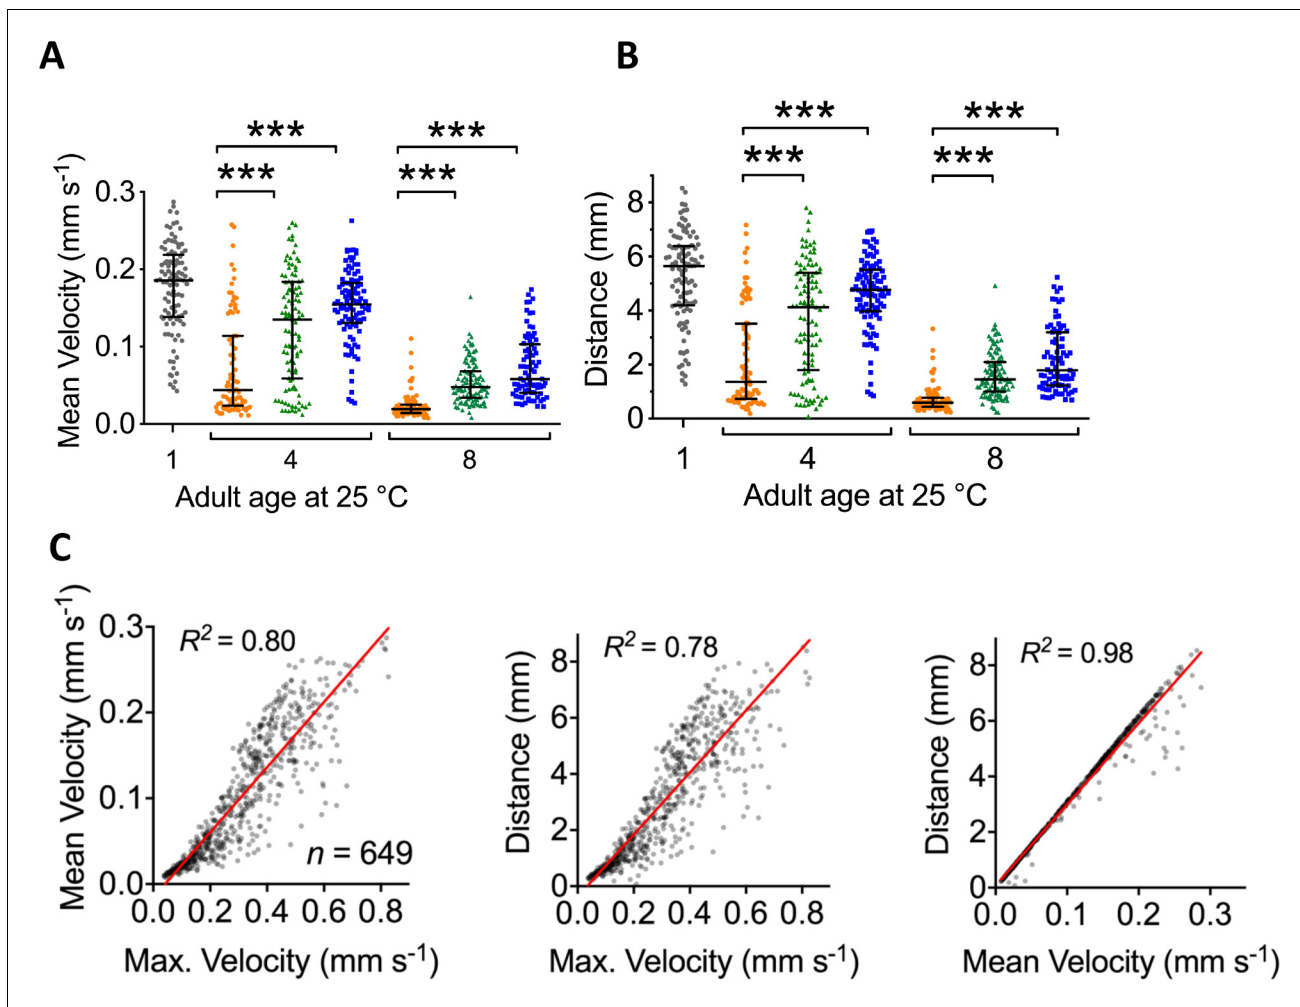 A
B
***
***
***
***
***
***
***
***
Mean Velocity (mm s-1)
0.3
0.2
0.1
0.0
1
4
8
Adult age at 25 °C
Distance (mm)
8
6
4
2
0
1
4
8
Adult age at 25 °C
C
Mean Velocity (mm s-1)
0.3
0.2
0.1
0.0
R2 = 0.80
n = 649
0.0 0.2 0.4 0.6 0.8
Max. Velocity (mm s-1)
Distance (mm)
8
6
4
2
0
R2 = 0.78
0.0 0.2 0.4 0.6 0.8
Max. Velocity (mm s-1)
Distance (mm)
8
6
4
2
0
R2 = 0.98
0.0 0.1 0.2 0.3
Mean Velocity (mm s-1)